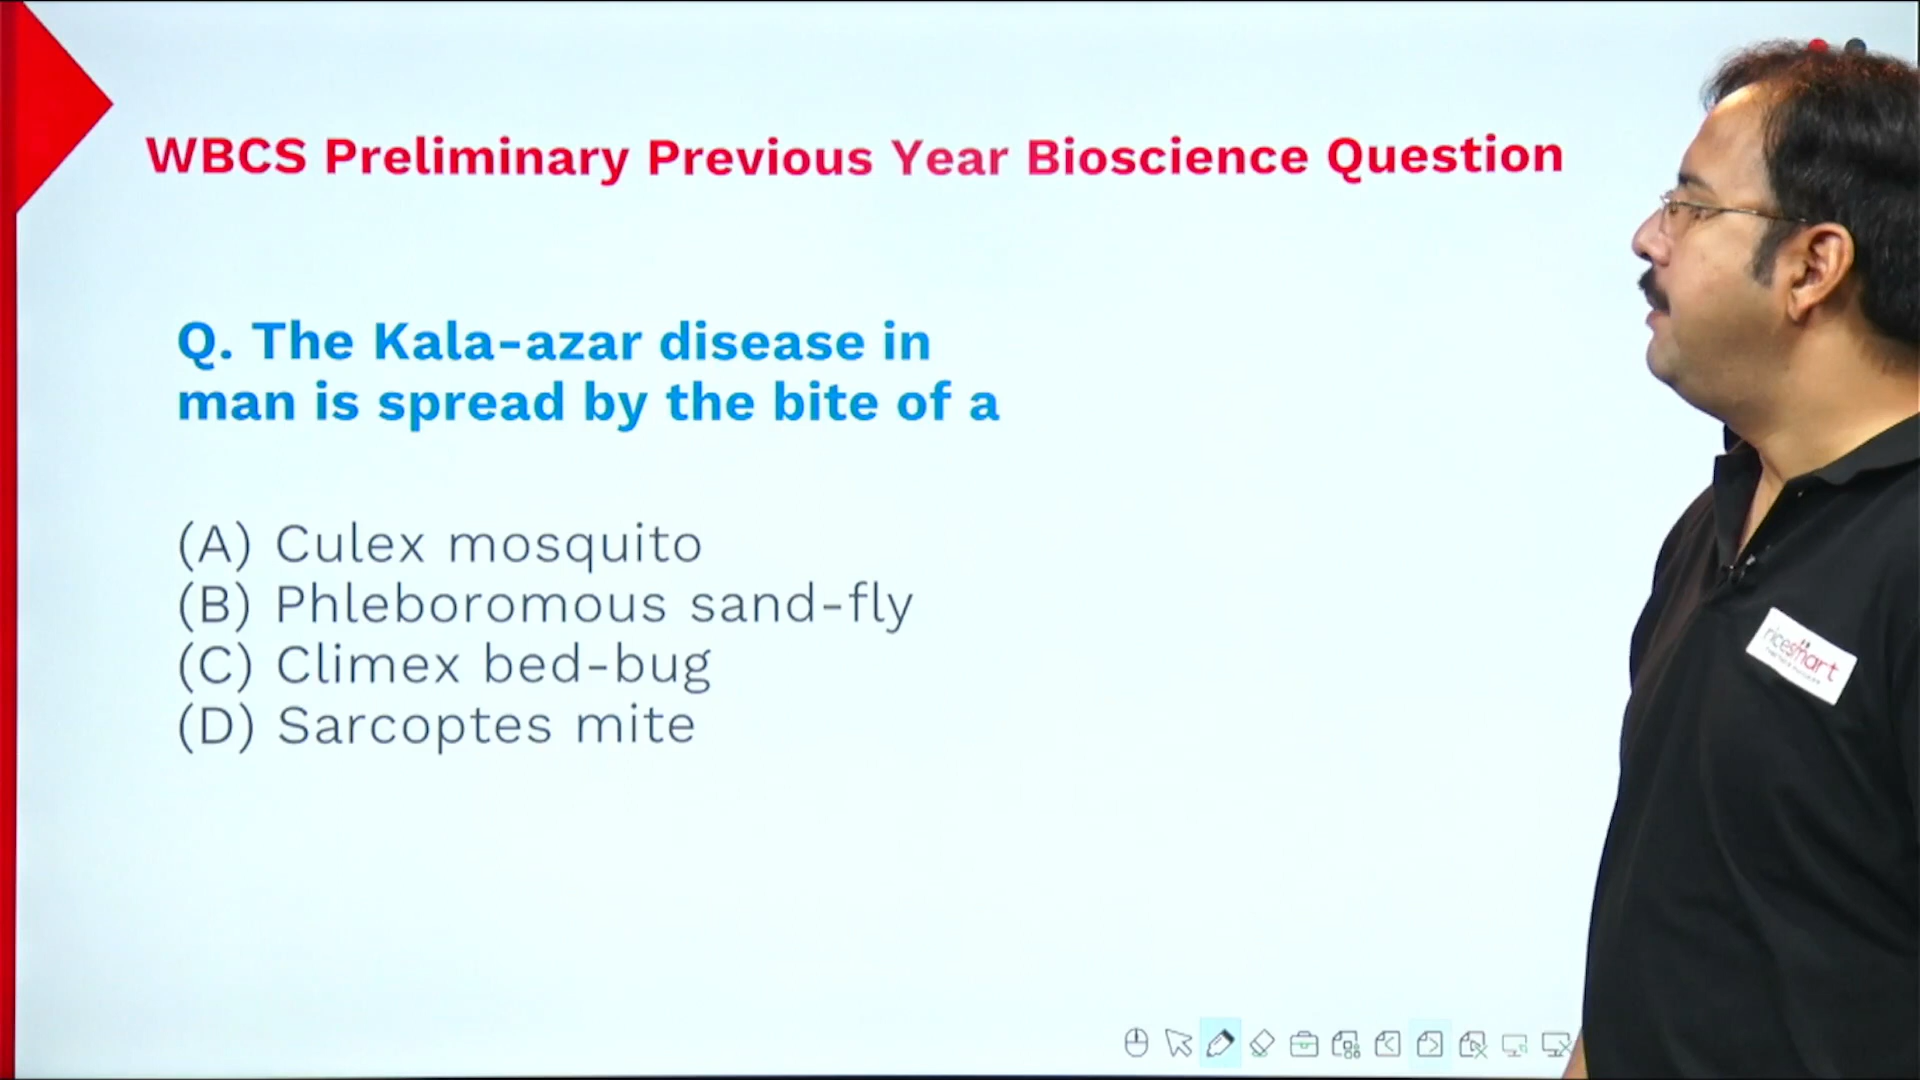 WBCS Preliminary Previous Year Bioscience Question
Q. The Kala-azar disease in
man is spread by the bite of a
(A) Culex mosquito
(B) Phleboromous sand-fly
(C) Climex bed-bug
(D) Sarcoptes mite
ricesmart